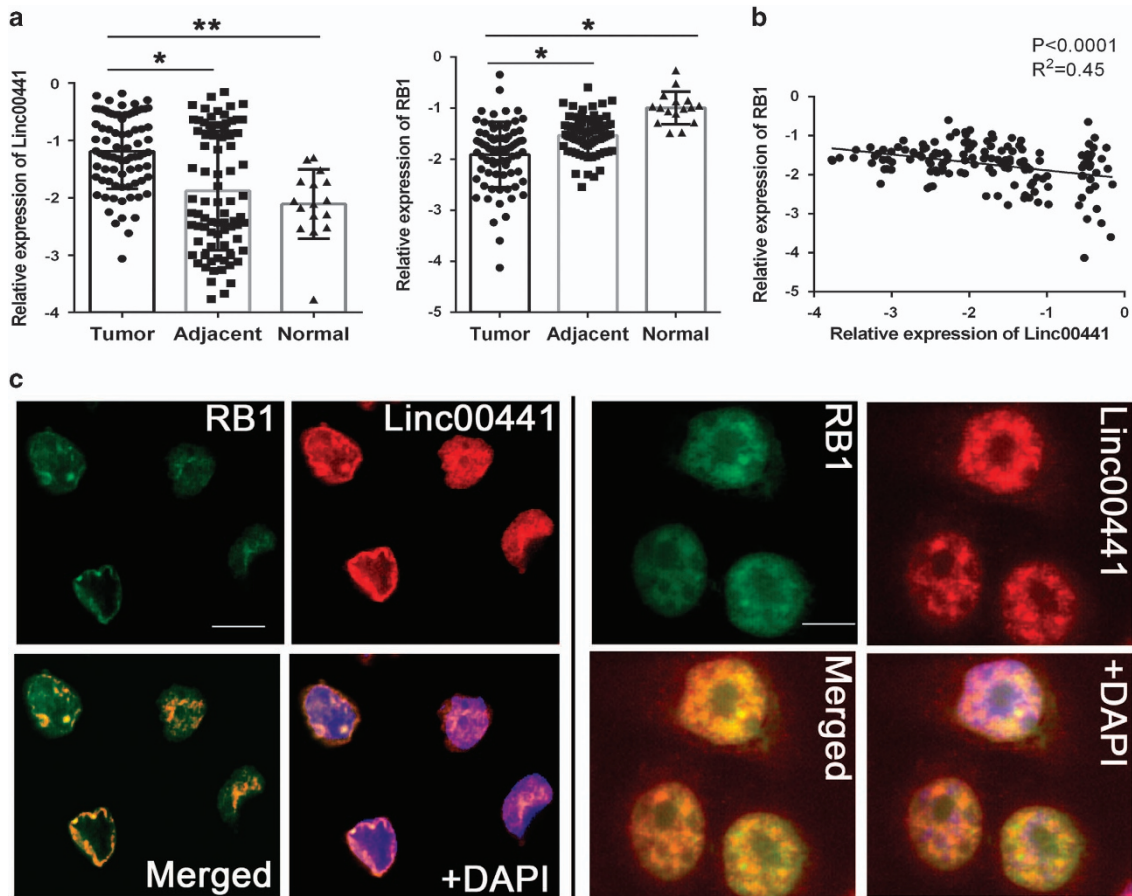 a
Relative expression of Linc00441
0
-1
-2
-3
-4
**
*
Tumor Adjacent Normal
Relative expression of RB1
0
-1
-2
-3
-4
-5
*
*
Tumor Adjacent Normal
b
P<0.0001
R²=0.45
Relative expression of RB1
0
-1
-2
-3
-4
-5
-4 -3 -2 -1 0
Relative expression of Linc00441
c
RB1
Linc00441
Merged
+DAPI
RB1
Linc00441
Merged
+DAPI